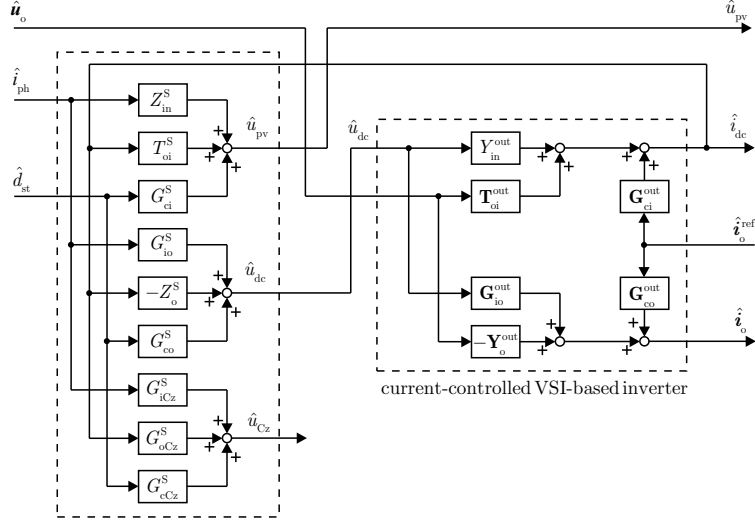 û_o û_pv
î_ph Z_in^S î_dc
T_oi^S û_pv û_dc Y_in^out
d̂_st G_ci^S T_oi^out G_ci^out
G_io^S î_o^ref
−Z_o^S û_dc G_io^out G_co^out
G_co^S −Y_o^out î_o
G_iCz^S current-controlled VSI-based inverter
G_oCz^S û_Cz
G_cCz^S
+ + +
+ + +
+ + +
+ + + +
+ + + +